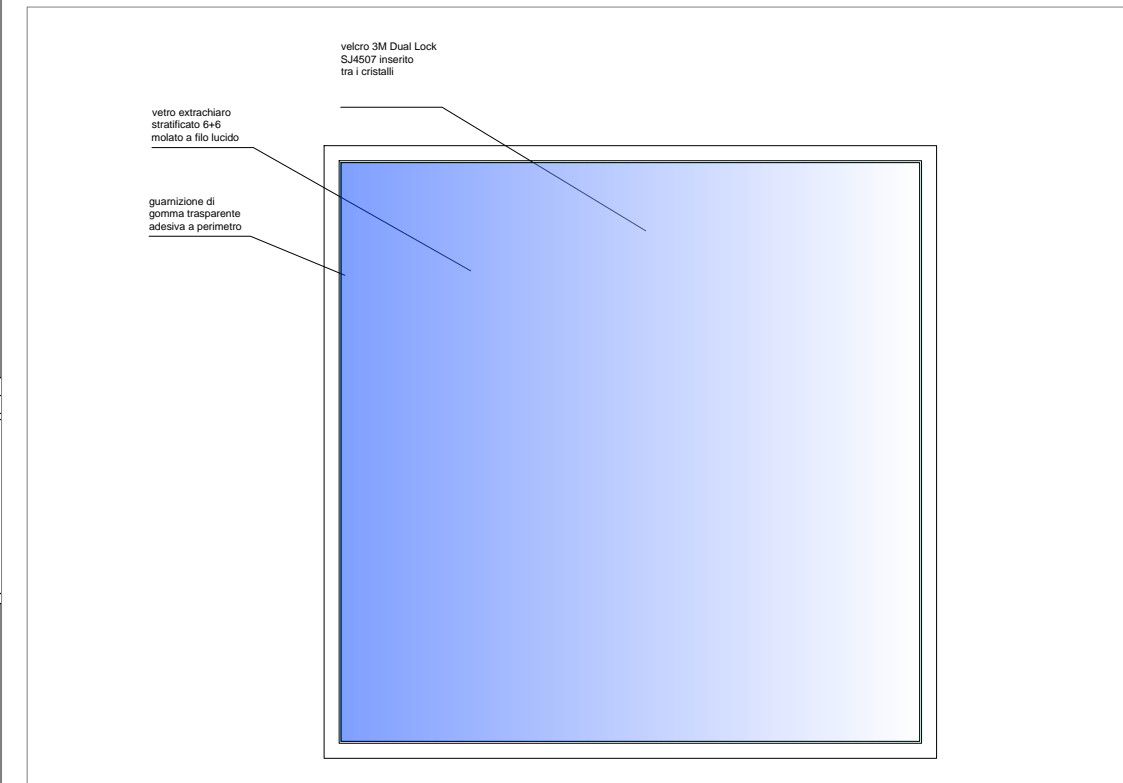 velcro 3M Dual Lock
SJ4507 inserito
tra i cristalli
vetro extrachiaro
stratificato 6+6
molato a filo lucido
guarnizione di
gomma trasparente
adesiva a perimetro